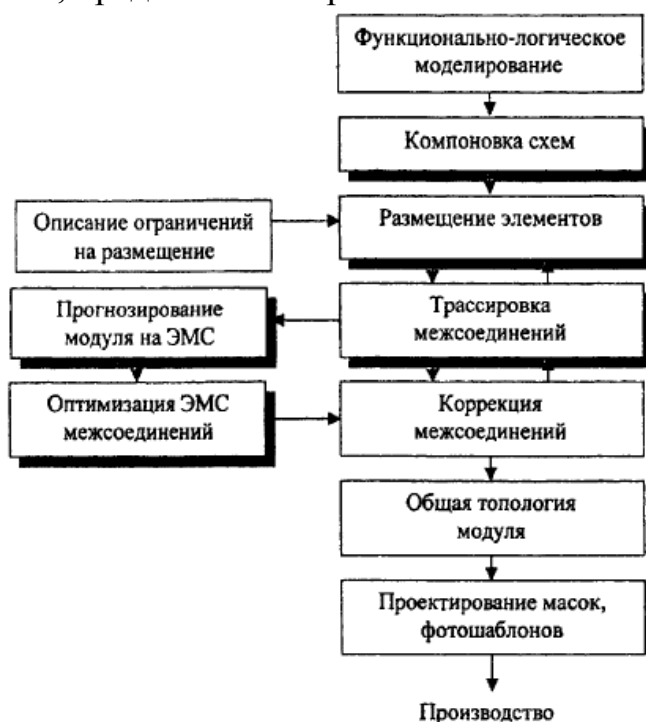 Функционально-логическое
моделирование
Компоновка схем
Описание ограничений
на размещение
Размещение элементов
Прогнозирование
модуля на ЭМС
Трассировка
межсоединений
Оптимизация ЭМС
межсоединений
Коррекция
межсоединений
Общая топология
модуля
Проектирование масок,
фотошаблонов
Производство